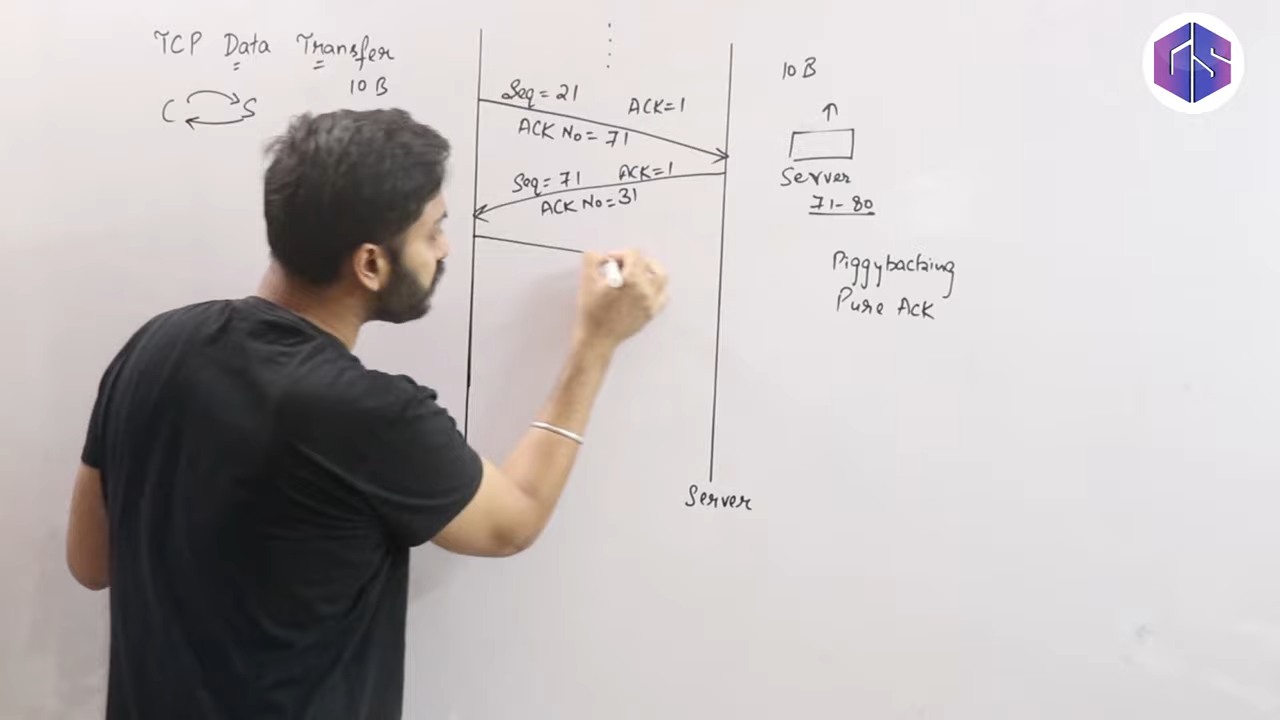 TCP Data Transfer
10 B
C S
Seq = 21
ACK=1
ACK No = 71
Seq = 71
ACK=1
ACK No = 31
10 B
Server
71-80
Piggybacking
Pure Ack
Server
GS